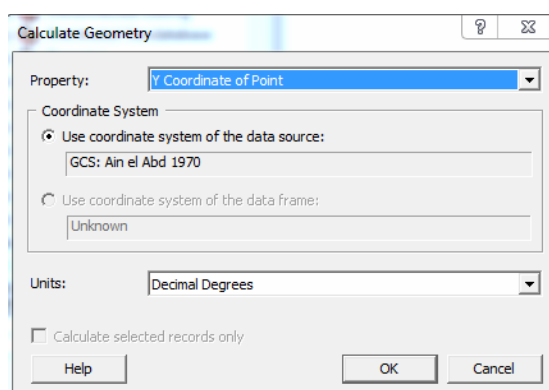 Calculate Geometry
Property: Y Coordinate of Point
Coordinate System
Use coordinate system of the data source:
GCS: Ain el Abd 1970
Use coordinate system of the data frame:
Unknown
Units: Decimal Degrees
Calculate selected records only
Help OK Cancel